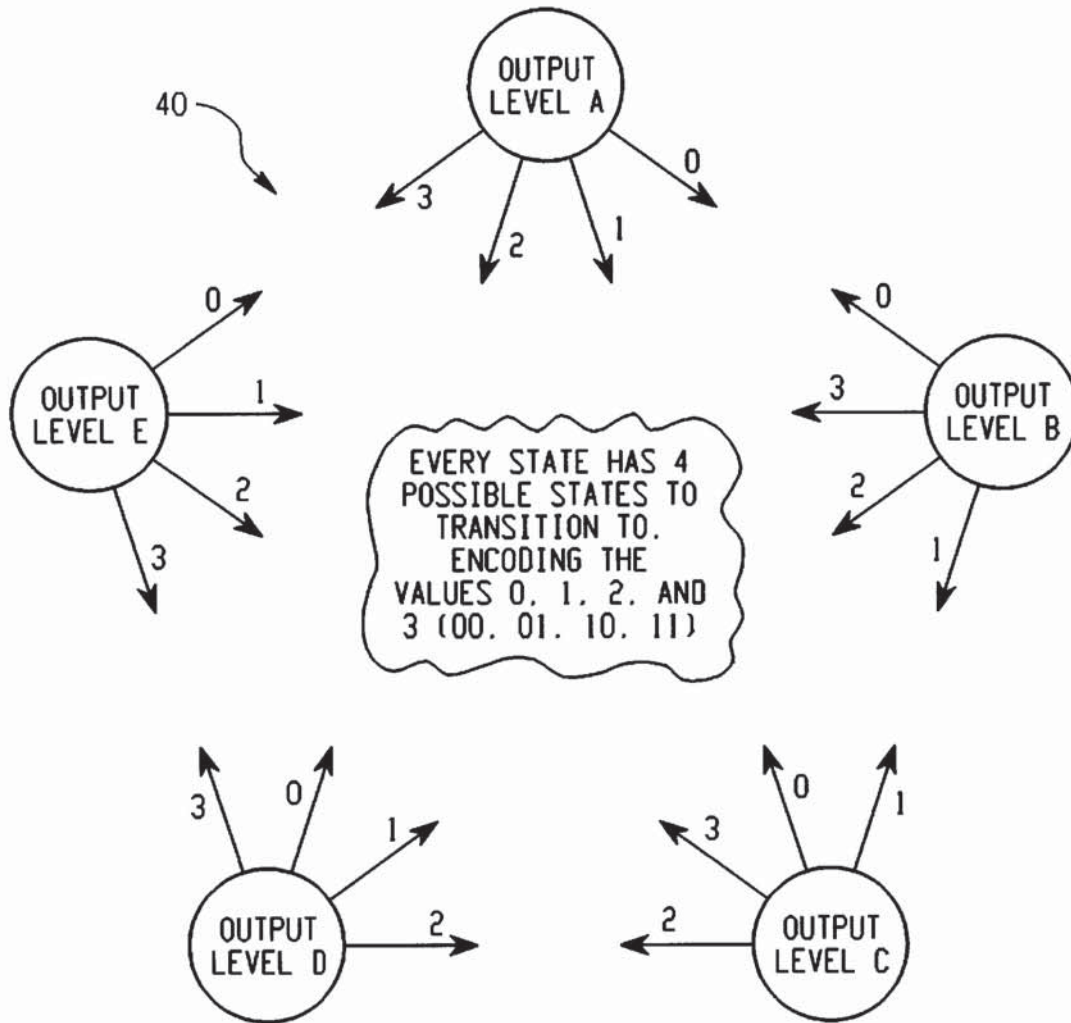 OUTPUT
LEVEL A
40
0
3
2
1
0
0
OUTPUT
LEVEL E
1
3
OUTPUT
LEVEL B
2
2
3
1
EVERY STATE HAS 4
POSSIBLE STATES TO
TRANSITION TO.
ENCODING THE
VALUES 0, 1, 2, AND
3 (00, 01, 10, 11)
3
0
0
1
1
3
OUTPUT
LEVEL D
2
2
OUTPUT
LEVEL C